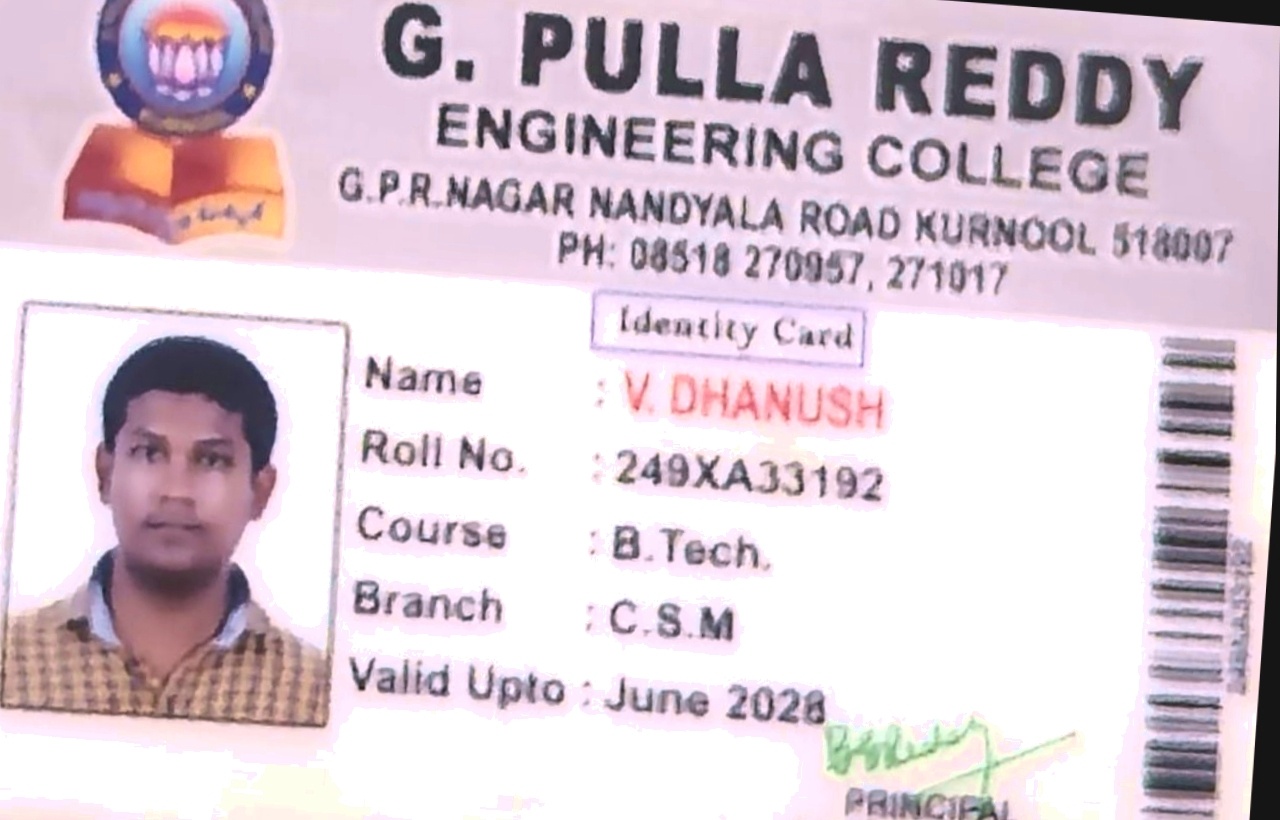 G. PULLA REDDY
ENGINEERING COLLEGE
G.P.R.NAGAR NANDYALA ROAD KURNOOL 518007
PH: 08518 270957, 271017
Identity Card
Name : V. DHANUSH
Roll No. : 249XA33192
Course : B.Tech.
Branch : C.S.M
Valid Upto : June 2028
PRINCIPAL